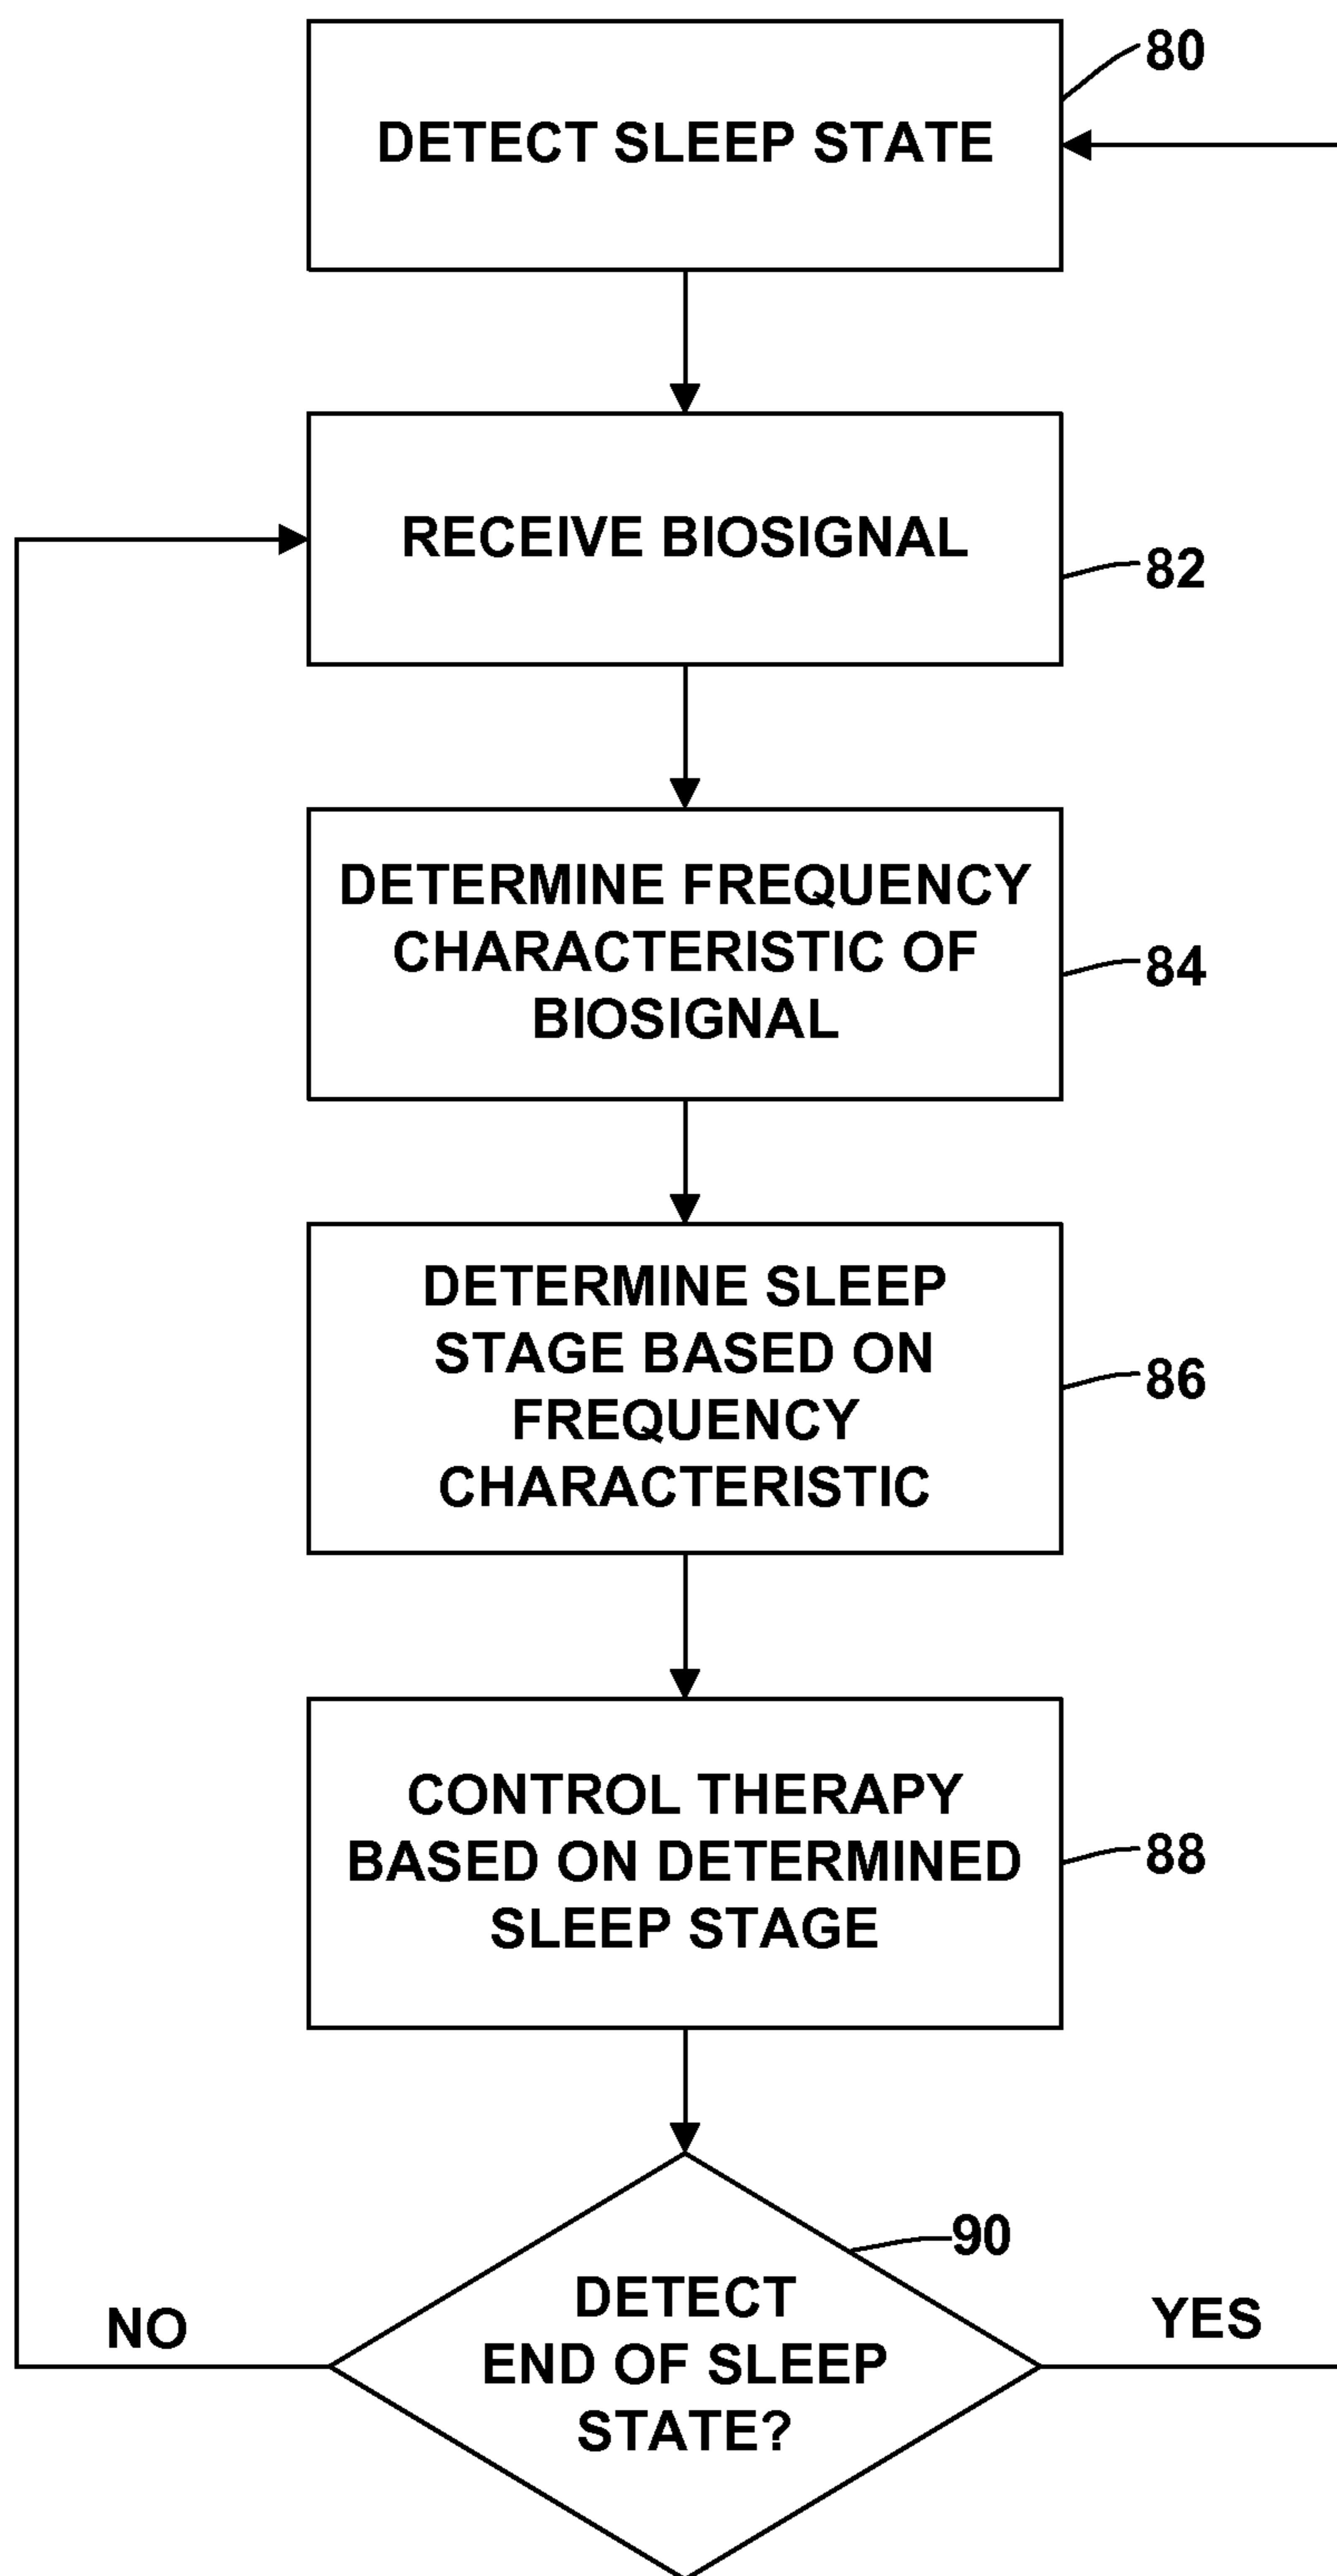 80
DETECT SLEEP STATE
RECEIVE BIOSIGNAL
82
DETERMINE FREQUENCY
CHARACTERISTIC OF
BIOSIGNAL
84
DETERMINE SLEEP
STAGE BASED ON
FREQUENCY
CHARACTERISTIC
86
CONTROL THERAPY
BASED ON DETERMINED
SLEEP STAGE
88
90
DETECT
END OF SLEEP
STATE?
NO
YES